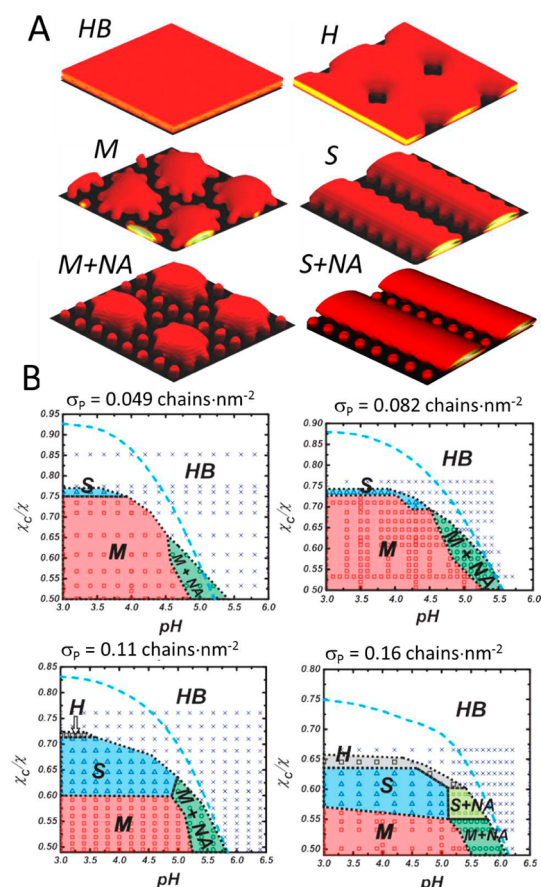 A
HB
H
M
S
M+NA
S+NA
B
σP = 0.049 chains·nm-2
σP = 0.082 chains·nm-2
0.95
0.90
0.85
0.80
0.75
0.70
0.65
0.60
0.55
0.50
χc/χ
HB
S
M
M + NA
3.0 3.5 4.0 4.5 5.0 5.5 6.0
pH
0.90
0.85
0.80
0.75
0.70
0.65
0.60
0.55
0.50
χc/χ
HB
S
M
M + NA
3.0 3.5 4.0 4.5 5.0 5.5 6.0
pH
σP = 0.11 chains·nm-2
σP = 0.16 chains·nm-2
0.85
0.80
0.75
0.70
0.65
0.60
0.55
0.50
χc/χ
HB
H
S
M
M + NA
3.0 3.5 4.0 4.5 5.0 5.5 6.0 6.5
pH
0.80
0.75
0.70
0.65
0.60
0.55
0.50
χc/χ
HB
H
S
S+NA
M
M+NA
3.0 3.5 4.0 4.5 5.0 5.5 6.0 6.5
pH